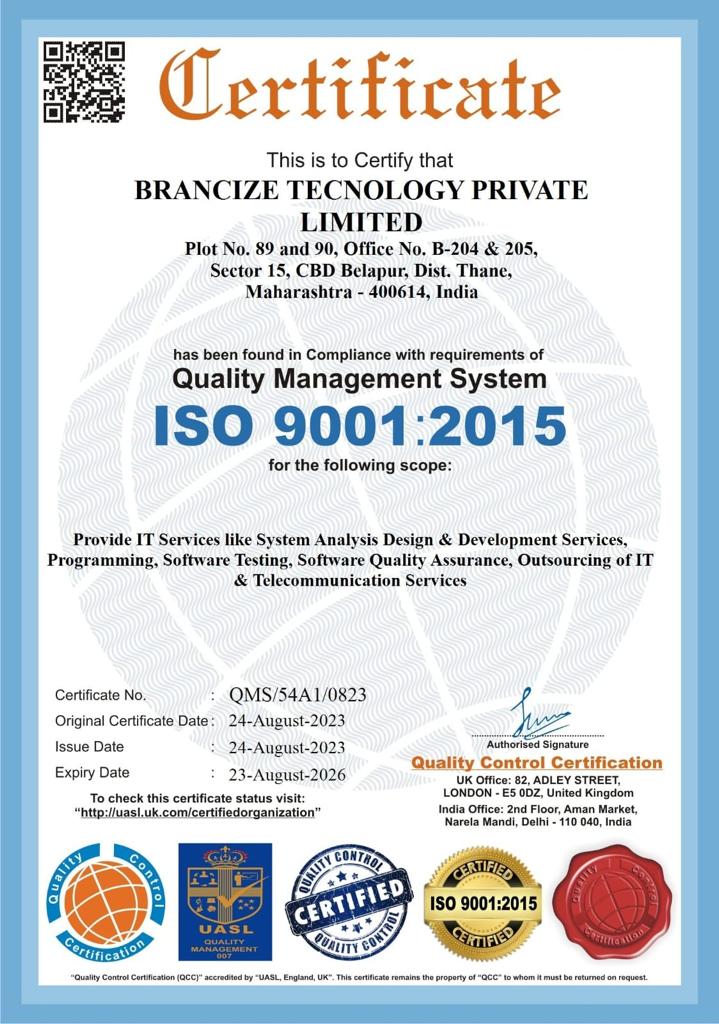 Certificate
This is to Certify that
BRANCIZE TECNOLOGY PRIVATE
LIMITED
Plot No. 89 and 90, Office No. B-204 & 205,
Sector 15, CBD Belapur, Dist. Thane,
Maharashtra - 400614, India
has been found in Compliance with requirements of
Quality Management System
ISO 9001:2015
for the following scope:
Provide IT Services like System Analysis Design & Development Services,
Programming, Software Testing, Software Quality Assurance, Outsourcing of IT
& Telecommunication Services
Certificate No. : QMS/54A1/0823
Original Certificate Date : 24-August-2023
Issue Date : 24-August-2023
Expiry Date : 23-August-2026
To check this certificate status visit:
“http://uasl.uk.com/certifiedorganization”
Authorised Signature
Quality Control Certification
UK Office: 82, ADLEY STREET,
LONDON - E5 0DZ, United Kingdom
India Office: 2nd Floor, Aman Market,
Narela Mandi, Delhi - 110 040, India
Quality Control
Certification
UASL
QUALITY
MANAGEMENT
007
QUALITY CONTROL
CERTIFIED
QUALITY CONTROL
CERTIFIED
ISO 9001:2015
CERTIFIED
Quality Control
Certification
“Quality Control Certification (QCC)” accredited by “UASL, England, UK”. This certificate remains the property of “QCC” to whom it must be returned on request.